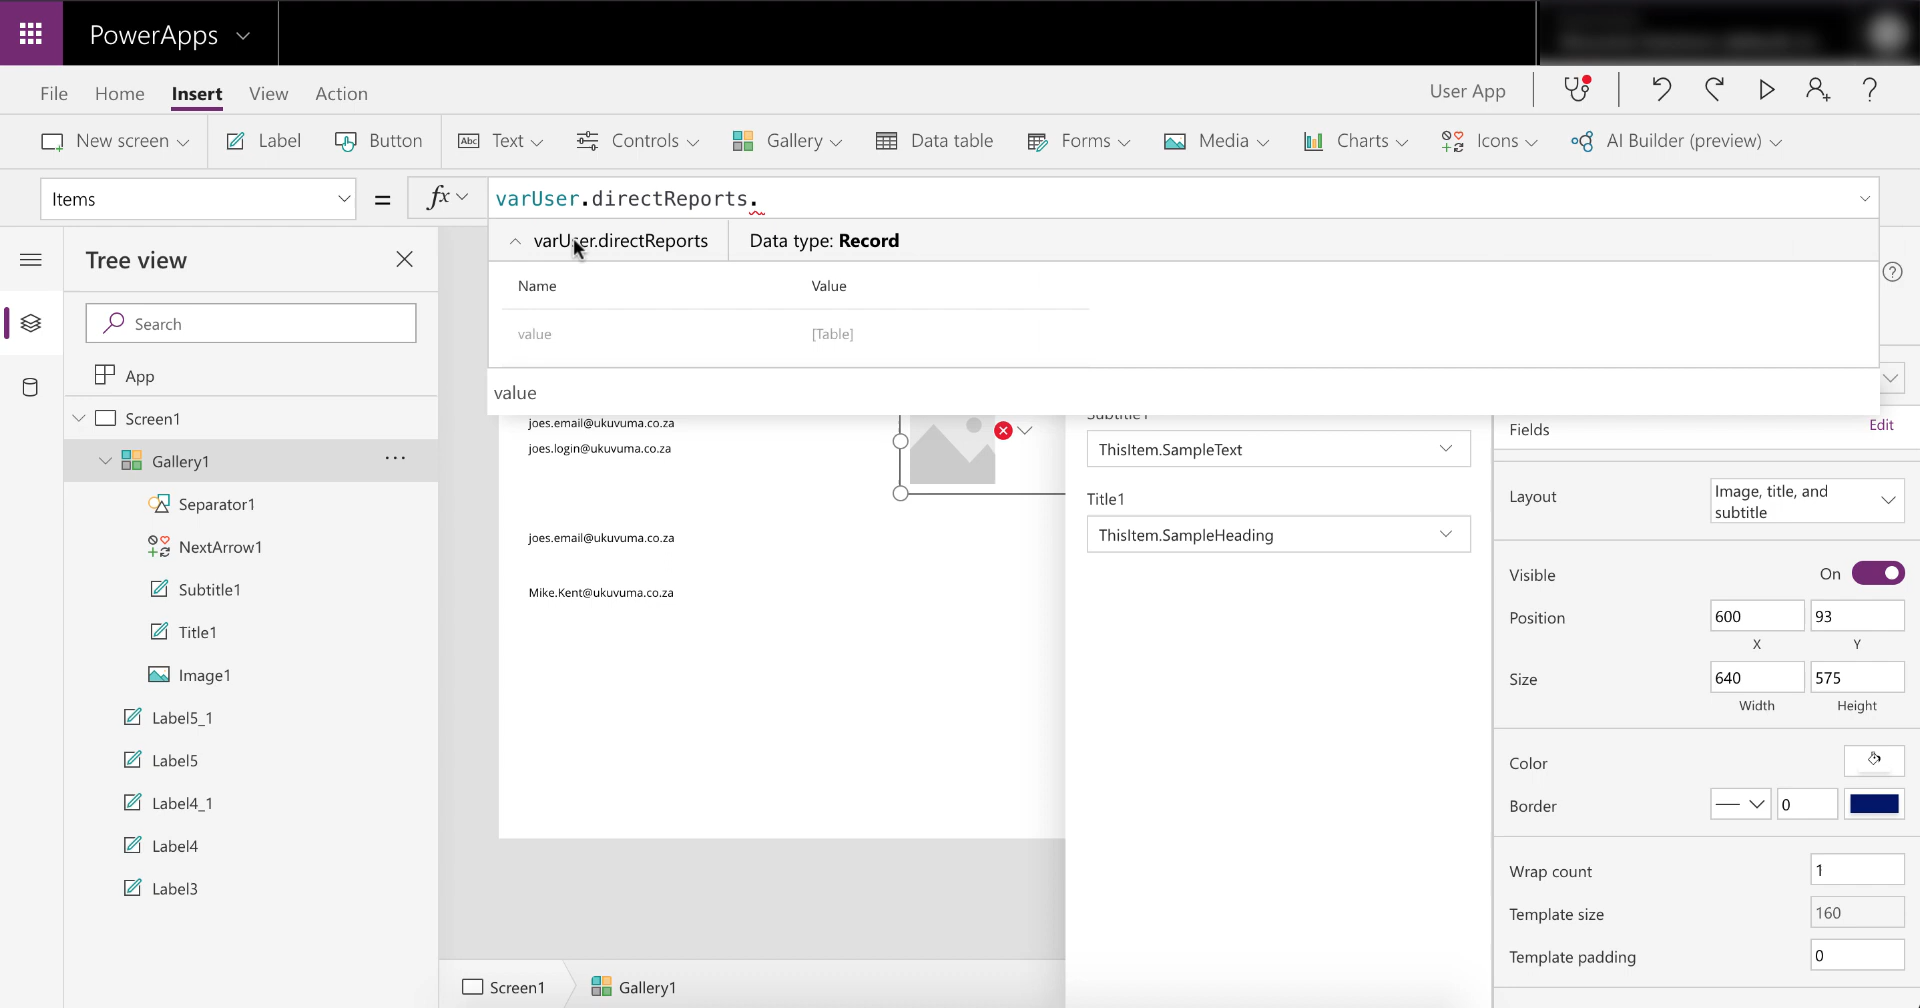 PowerApps
File Home Insert View Action
User App
New screen Label Button Text Controls Gallery Data table Forms Media Charts Icons AI Builder (preview)
Items = fx varUser.directReports.
varUser.directReports Data type: Record
Name Value
value [Table]
value
Tree view
Search
App
Screen1
Gallery1
Separator1
NextArrow1
Subtitle1
Title1
Image1
Label5_1
Label5
Label4_1
Label4
Label3
joes.email@ukuvuma.co.za
joes.login@ukuvuma.co.za
joes.email@ukuvuma.co.za
Mike.Kent@ukuvuma.co.za
Subtitle1
ThisItem.SampleText
Title1
ThisItem.SampleHeading
Fields Edit
Layout Image, title, and
subtitle
Visible On
Position 600 93
X Y
Size 640 575
Width Height
Color
Border 0
Wrap count 1
Template size 160
Template padding 0
Screen1 Gallery1